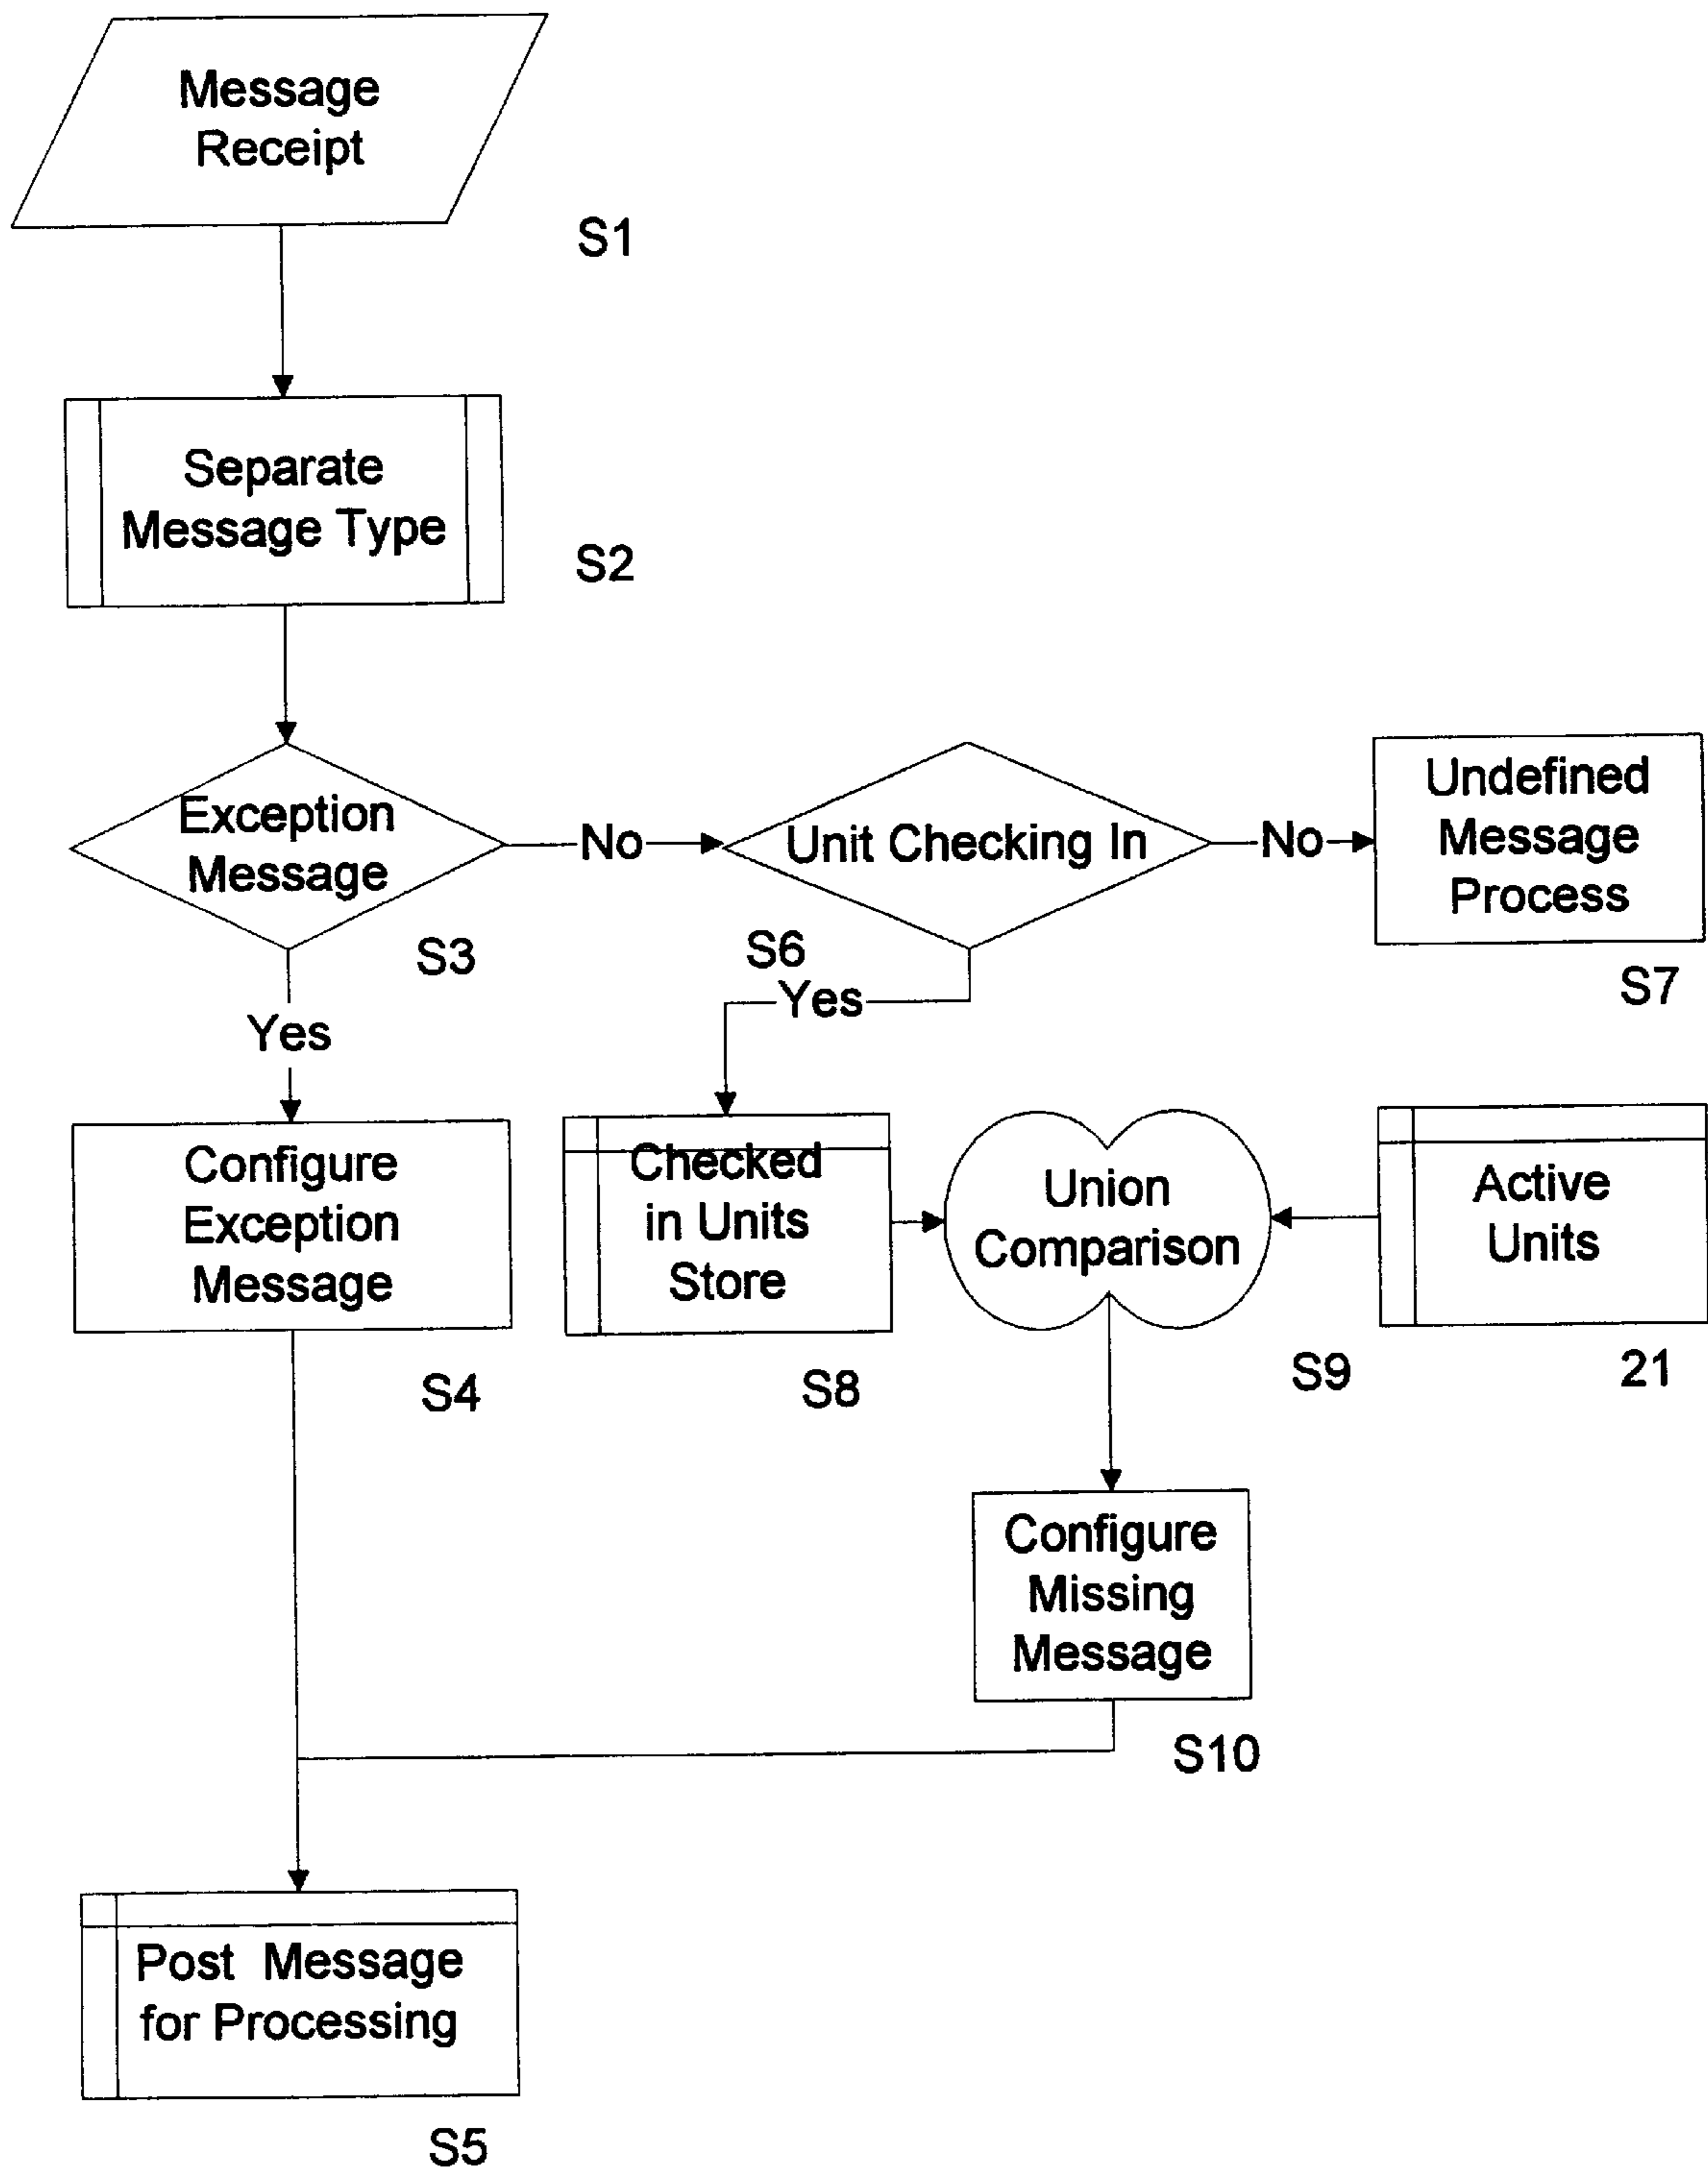 Message
Receipt
S1
Separate
Message Type
S2
Exception
Message
S3
No
Unit Checking In
S6
No
Undefined
Message
Process
S7
Yes
Yes
Configure
Exception
Message
S4
Checked
in Units
Store
S8
Union
Comparison
S9
Active
Units
21
Configure
Missing
Message
S10
Post Message
for Processing
S5